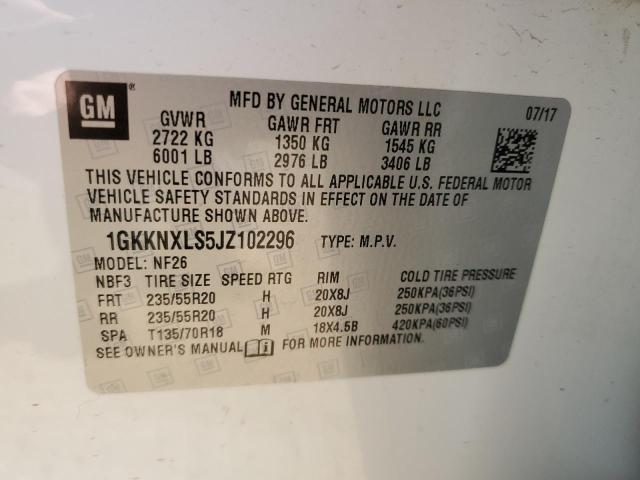 GM ®
MFD BY GENERAL MOTORS LLC 07/17
GVWR GAWR FRT GAWR RR
2722 KG 1350 KG 1545 KG
6001 LB 2976 LB 3406 LB
THIS VEHICLE CONFORMS TO ALL APPLICABLE U.S. FEDERAL MOTOR
VEHICLE SAFETY STANDARDS IN EFFECT ON THE DATE OF
MANUFACTURE SHOWN ABOVE.
1GKKNXLS5JZ102296 TYPE: M.P.V.
MODEL: NF26
NBF3 TIRE SIZE SPEED RTG RIM COLD TIRE PRESSURE
FRT 235/55R20 H 20X8J 250KPA(36PSI)
RR 235/55R20 H 20X8J 250KPA(36PSI)
SPA T135/70R18 M 18X4.5B 420KPA(60PSI)
SEE OWNER'S MANUAL FOR MORE INFORMATION.